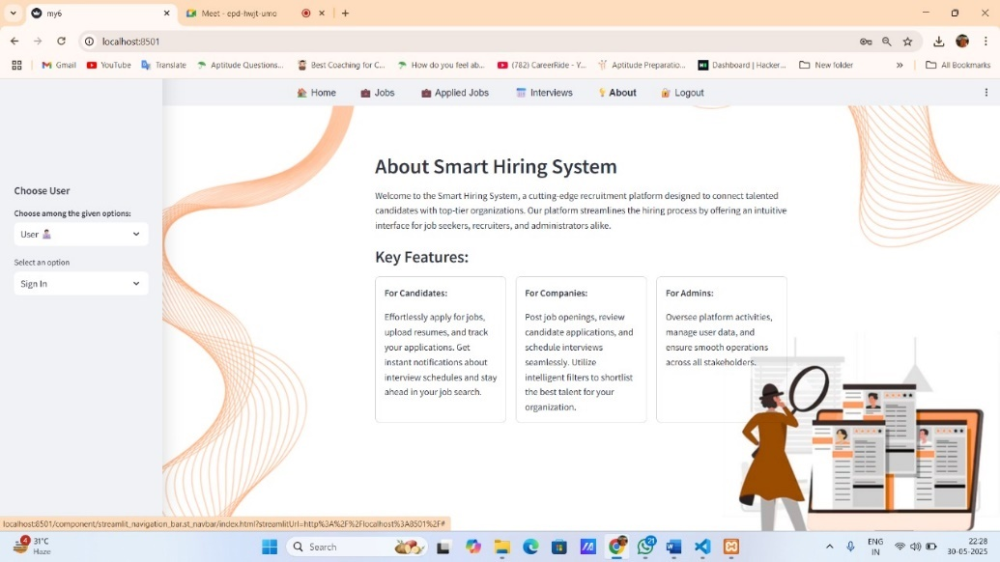 my6
Meet - epd-hwjt-umo
localhost:8501
Gmail
YouTube
Translate
Aptitude Questions...
Best Coaching for C...
How do you feel ab...
(782) CareerRide - Y...
Aptitude Preparatio...
Dashboard | Hacker...
New folder
»
All Bookmarks
Home
Jobs
Applied Jobs
Interviews
About
Logout
Choose User
Choose among the given options:
User
Select an option
Sign In
About Smart Hiring System
Welcome to the Smart Hiring System, a cutting-edge recruitment platform designed to connect talented
candidates with top-tier organizations. Our platform streamlines the hiring process by offering an intuitive
interface for job seekers, recruiters, and administrators alike.
Key Features:
For Candidates:
Effortlessly apply for jobs,
upload resumes, and track
your applications. Get
instant notifications about
interview schedules and stay
ahead in your job search.
For Companies:
Post job openings, review
candidate applications, and
schedule interviews
seamlessly. Utilize
intelligent filters to shortlist
the best talent for your
organization.
For Admins:
Oversee platform activities,
manage user data, and
ensure smooth operations
across all stakeholders.
localhost:8501/component/streamlit_navigation_bar.st_navbar/index.html?streamlitUrl=http%3A%2F%2Flocalhost%3A8501%2F#
4
31°C
Haze
Search
21
ENG
IN
22:28
30-05-2025